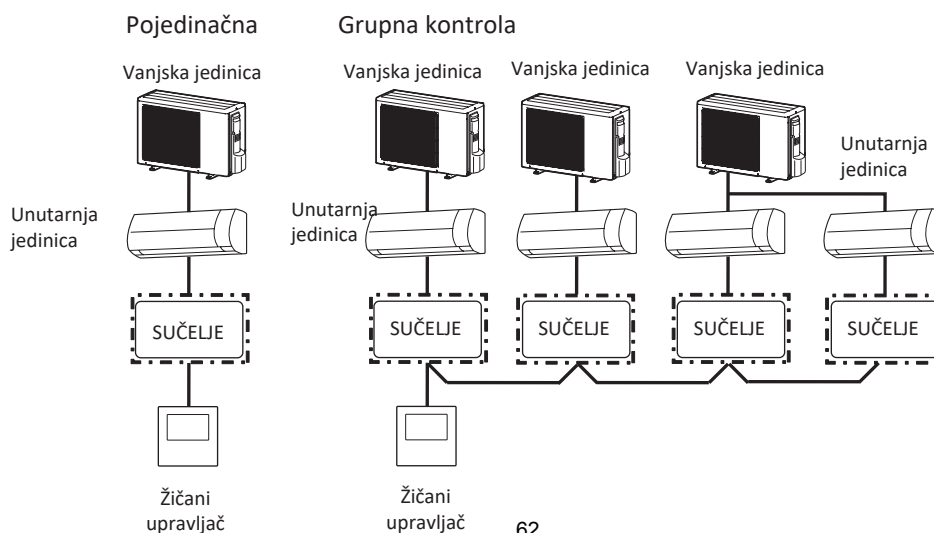 Pojedinačna
Grupna kontrola
Vanjska jedinica
Vanjska jedinica
Vanjska jedinica
Vanjska jedinica
Unutarnja
jedinica
Unutarnja
jedinica
Unutarnja
jedinica
SUČELJE
SUČELJE
SUČELJE
SUČELJE
SUČELJE
Žičani
upravljač
Žičani
upravljač
62